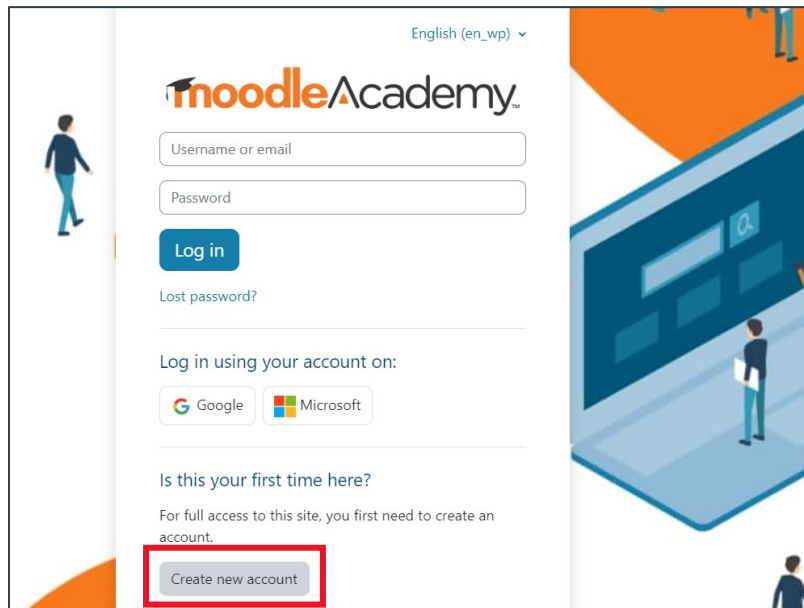 English (en_wp)
moodleAcademy™
Username or email
Password
Log in
Lost password?
Log in using your account on:
Google
Microsoft
Is this your first time here?
For full access to this site, you first need to create an
account.
Create new account